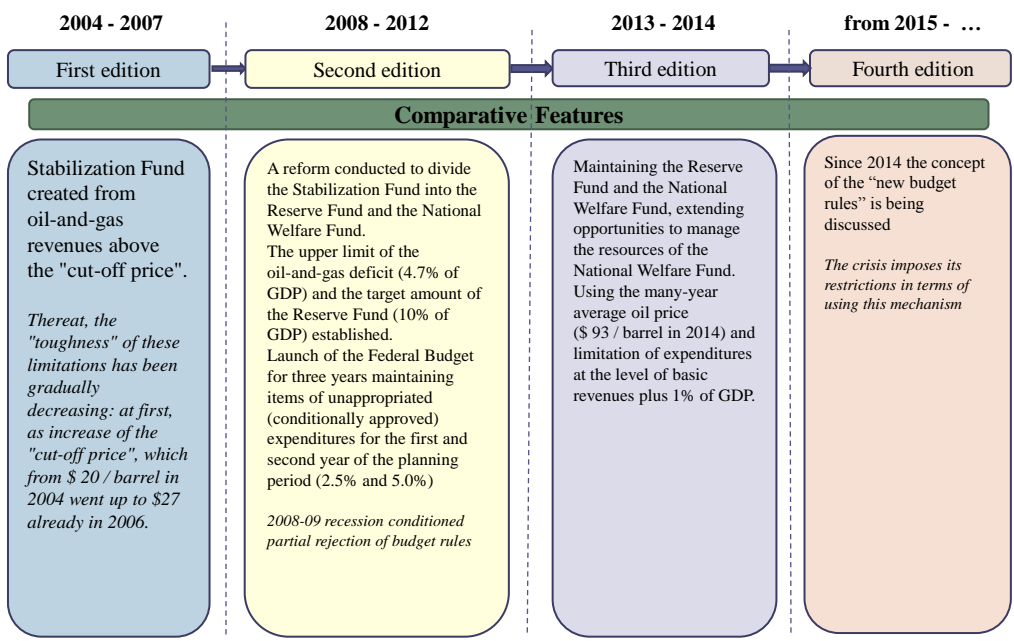 2004 - 2007
2008 - 2012
2013 - 2014
from 2015 -  …
First edition
Second edition
Third edition
Fourth edition
Comparative Features
Stabilization Fund
created from
oil-and-gas
revenues above
the "cut-off price".
Thereat, the
"toughness" of these
limitations has been
gradually
decreasing: at first,
as increase of the
"cut-off price", which
from $ 20 / barrel in
2004 went up to $27
already in 2006.
A reform conducted to divide
the Stabilization Fund into the
Reserve Fund and the National
Welfare Fund.
The upper limit of the
oil-and-gas deficit (4.7% of
GDP) and the target amount of
the Reserve Fund (10% of
GDP) established.
Launch of the Federal Budget
for three years maintaining
items of unappropriated
(conditionally approved)
expenditures for the first and
second year of the planning
period (2.5% and 5.0%)
2008-09 recession conditioned
partial rejection of budget rules
Maintaining the Reserve
Fund and the National
Welfare Fund, extending
opportunities to manage
the resources of the
National Welfare Fund.
Using the many-year
average oil price
($ 93 / barrel in 2014) and
limitation of expenditures
at the level of basic
revenues plus 1% of GDP.
Since 2014 the concept
of the “new budget
rules” is being
discussed
The crisis imposes its
restrictions in terms of
using this mechanism